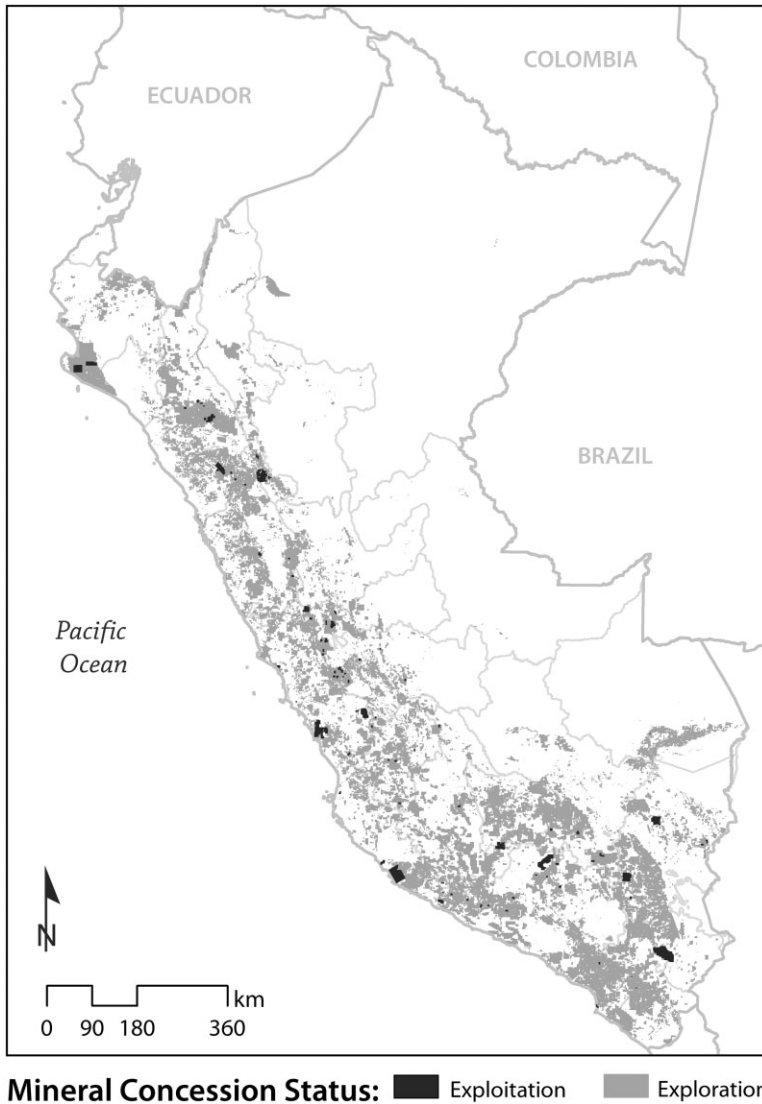 COLOMBIA
ECUADOR
BRAZIL
Pacific
Ocean
N
km
0 90 180 360
Mineral Concession Status: Exploitation Exploration